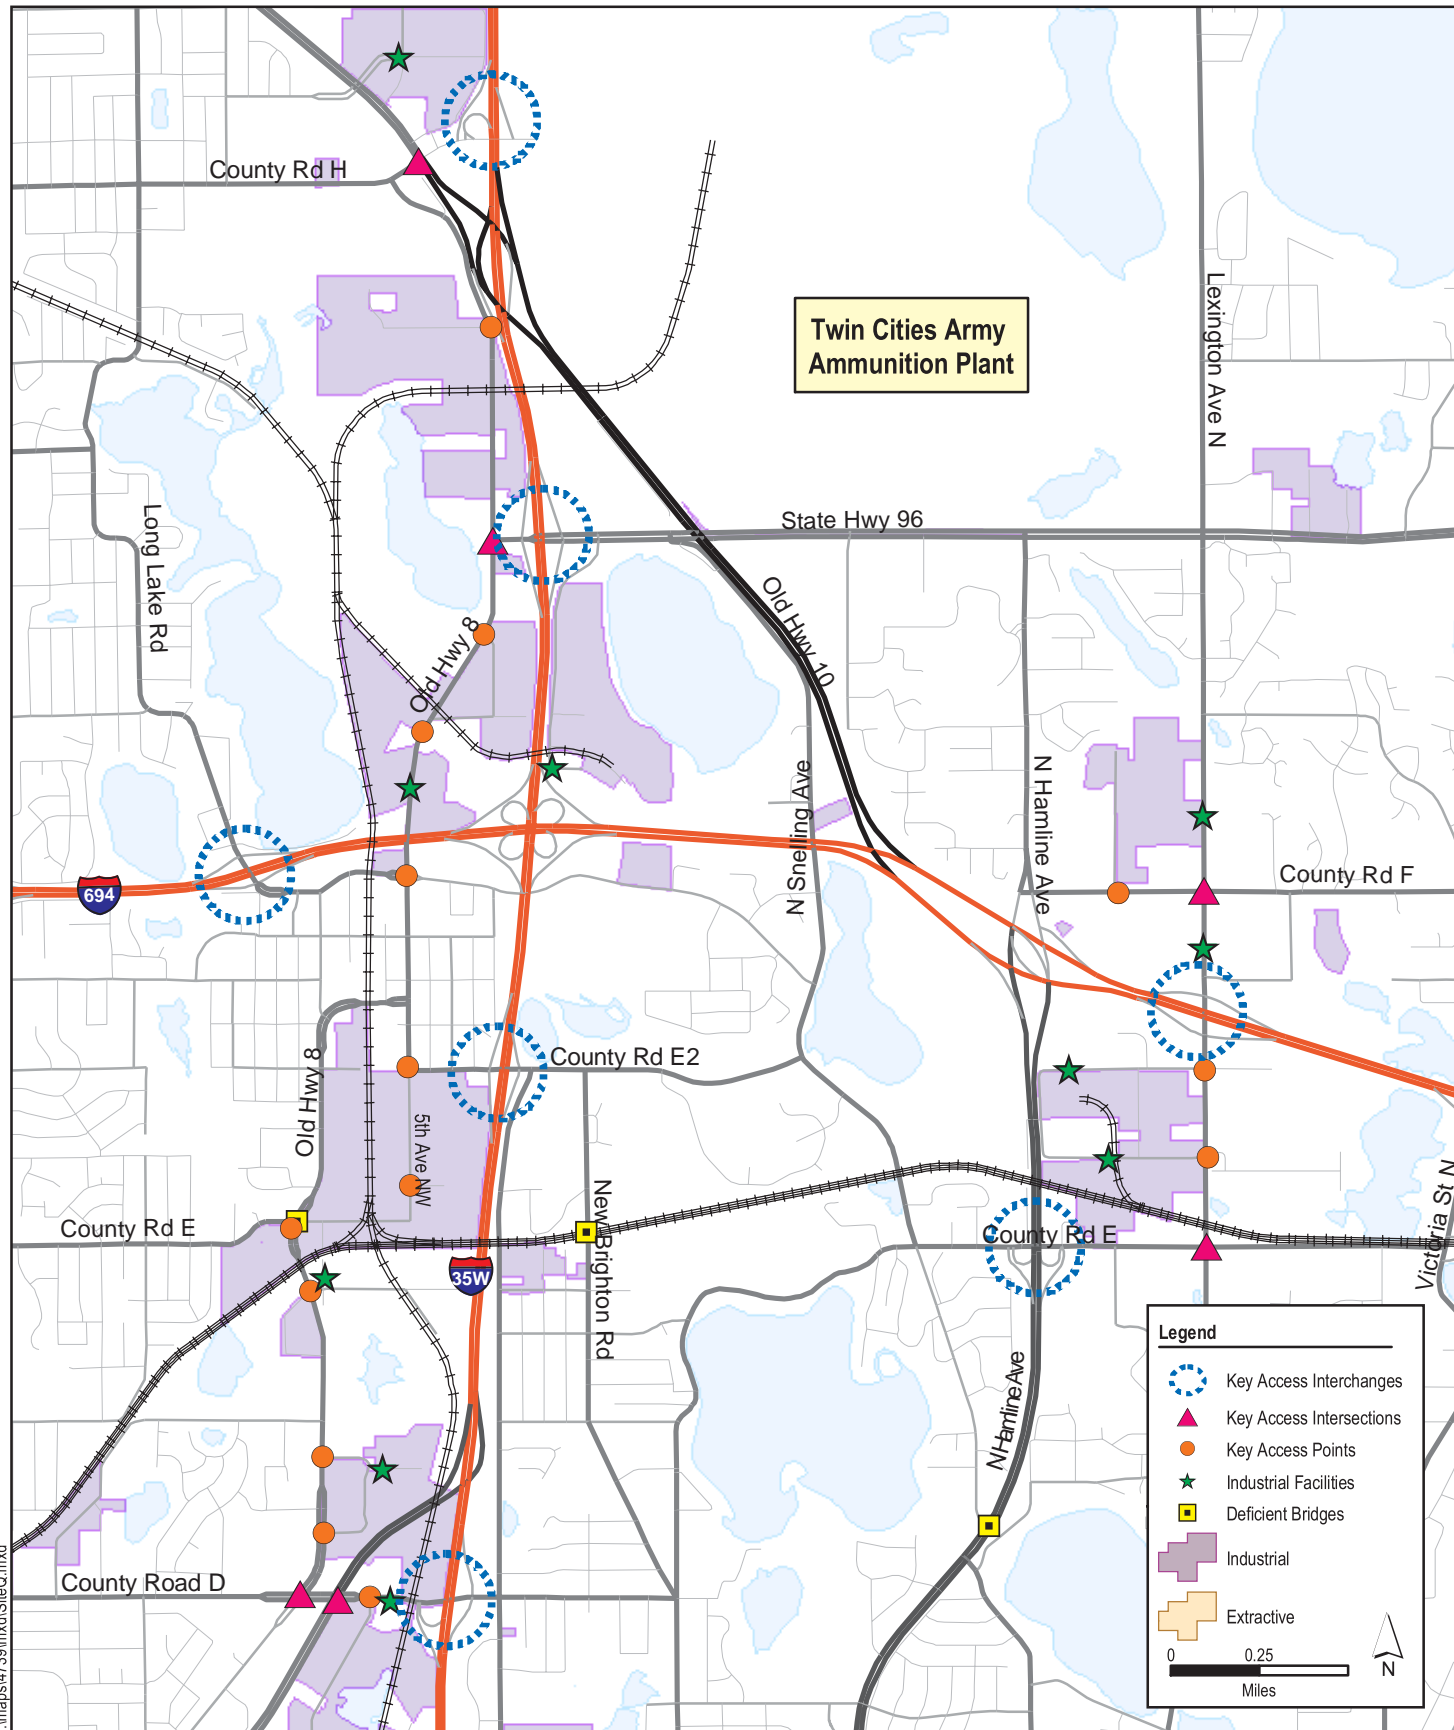 County Rd H
Twin Cities Army
Ammunition Plant
Lexington Ave N
State Hwy 96
Long Lake Rd
Old Hwy 10
Old Hwy 8
N Snelling Ave
N Hamline Ave
County Rd F
694
County Rd E2
Old Hwy 8
5th Ave NW
County Rd E
New Brighton Rd
County Rd E
Victoria St N
35W
N Hamline Ave
County Road D
Legend
Key Access Interchanges
Key Access Intersections
Key Access Points
Industrial Facilities
Deficient Bridges
Industrial
Extractive
0 0.25
Miles
N